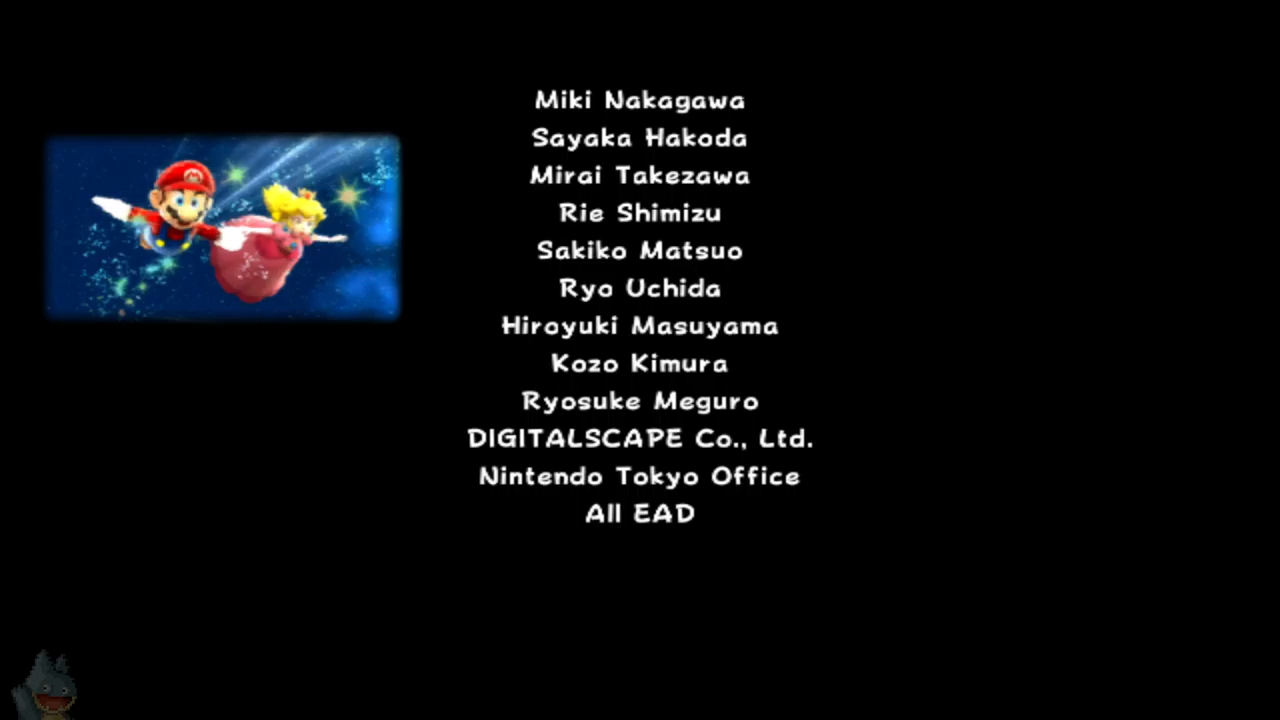 Miki Nakagawa
Sayaka Hakoda
Mirai Takezawa
Rie Shimizu
Sakiko Matsuo
Ryo Uchida
Hiroyuki Masuyama
Kozo Kimura
Ryosuke Meguro
DIGITALSCAPE Co., Ltd.
Nintendo Tokyo Office
All EAD